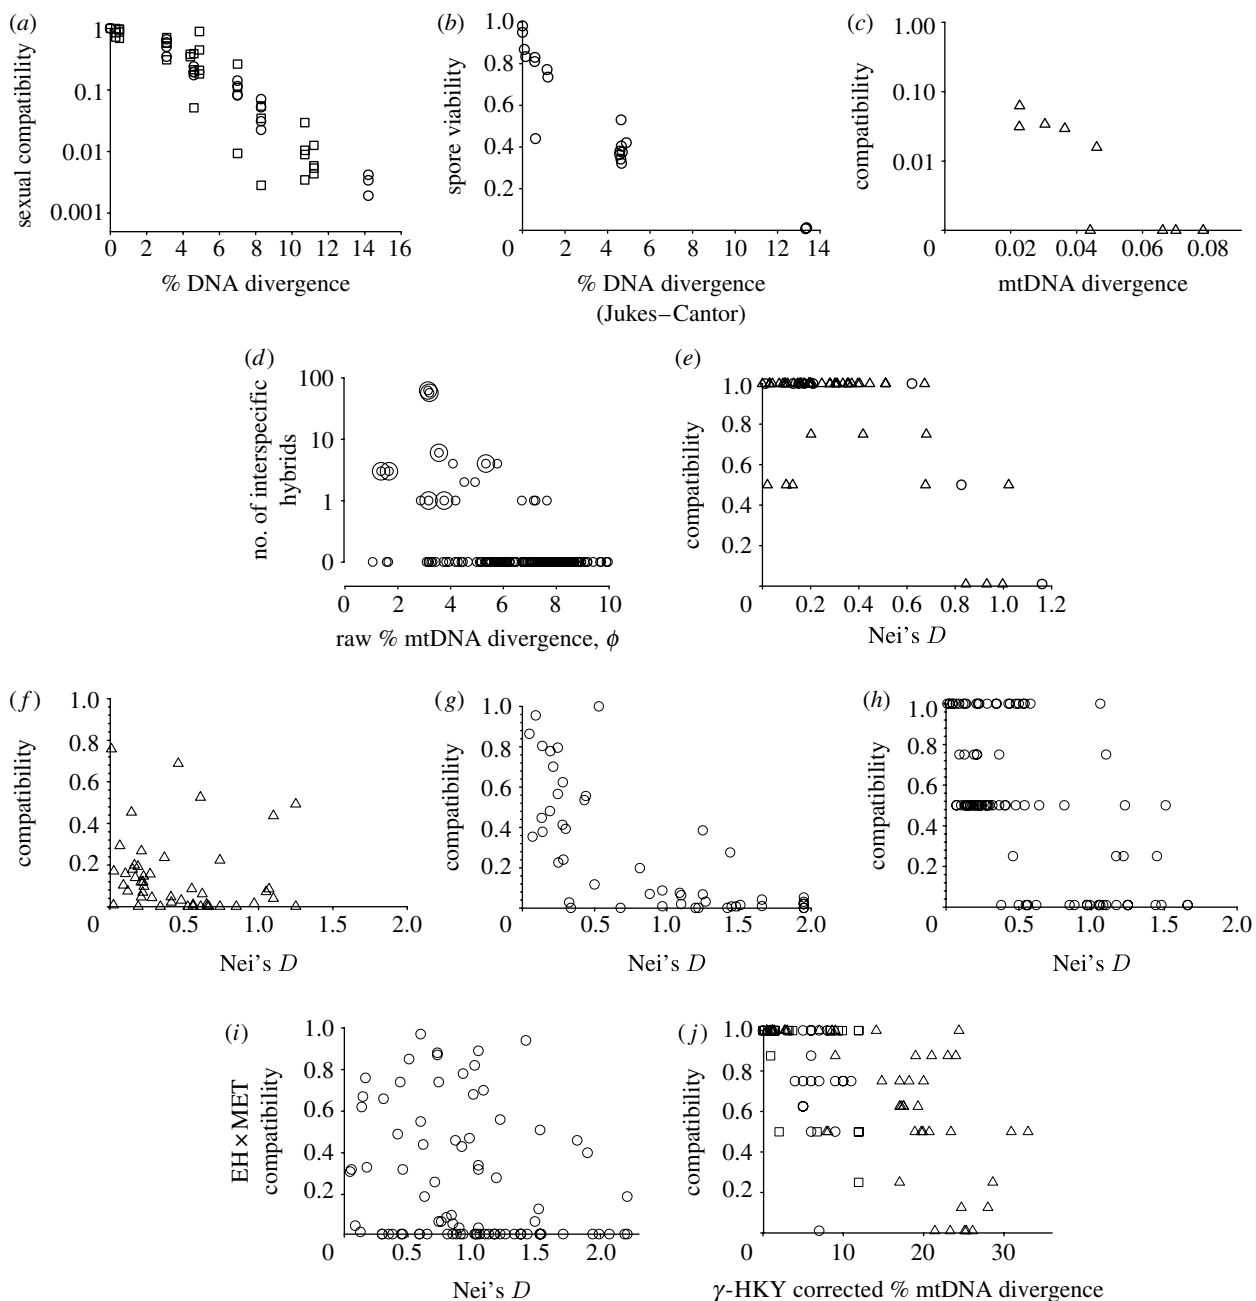 (a)
sexual compatibility
1
0.1
0.01
0.001
0 2 4 6 8 10 12 14 16
% DNA divergence
(b)
spore viability
1.0
0.8
0.6
0.4
0.2
0 2 4 6 8 10 12 14
% DNA divergence
(Jukes–Cantor)
(c)
compatibility
1.00
0.10
0.01
0 0.02 0.04 0.06 0.08
mtDNA divergence
(d)
no. of interspecific
hybrids
100
10
1
0
0 2 4 6 8 10
raw % mtDNA divergence, ϕ
(e)
compatibility
1.0
0.8
0.6
0.4
0.2
0 0.2 0.4 0.6 0.8 1.0 1.2
Nei's D
(f)
compatibility
1.0
0.8
0.6
0.4
0.2
0 0.5 1.0 1.5 2.0
Nei's D
(g)
compatibility
1.0
0.8
0.6
0.4
0.2
0 0.5 1.0 1.5 2.0
Nei's D
(h)
compatibility
1.0
0.8
0.6
0.4
0.2
0 0.5 1.0 1.5 2.0
Nei's D
(i)
EH×MET
compatibility
1.0
0.8
0.6
0.4
0.2
0 0.5 1.0 1.5 2.0
Nei's D
(j)
compatibility
1.0
0.8
0.6
0.4
0.2
0 10 20 30
γ-HKY corrected % mtDNA divergence